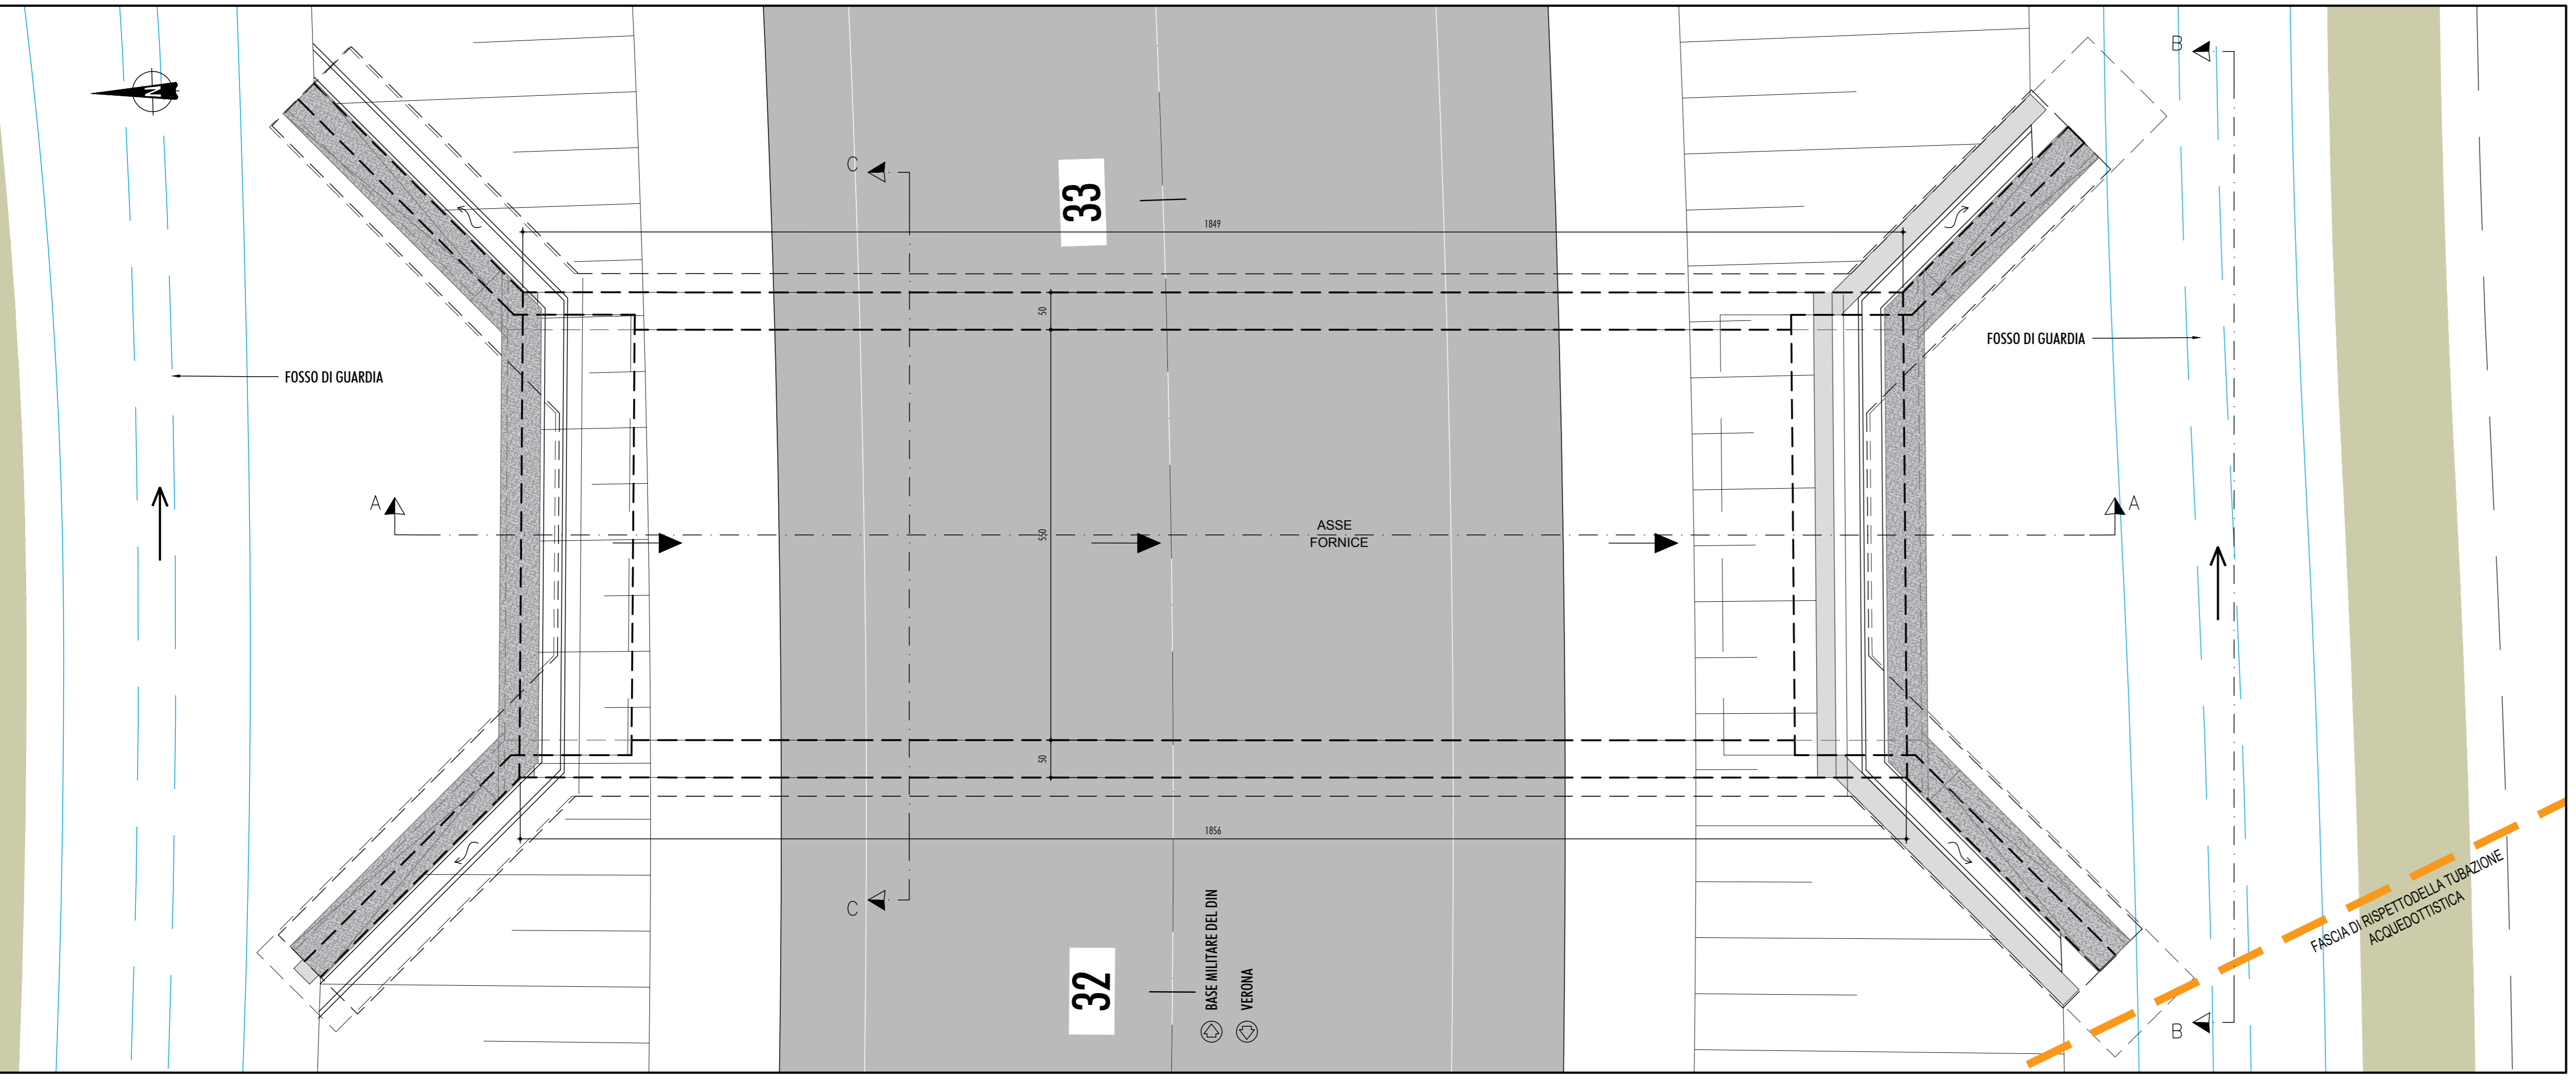 B
N
C
33
1849
50
FOSSO DI GUARDIA
FOSSO DI GUARDIA
A
A
ASSE
FORNICE
550
50
1856
C
32
BASE MILITARE DEL DIN
VERONA
FASCIA DI RISPETTODELLA TUBAZIONE
ACQUEDOTTISTICA
B